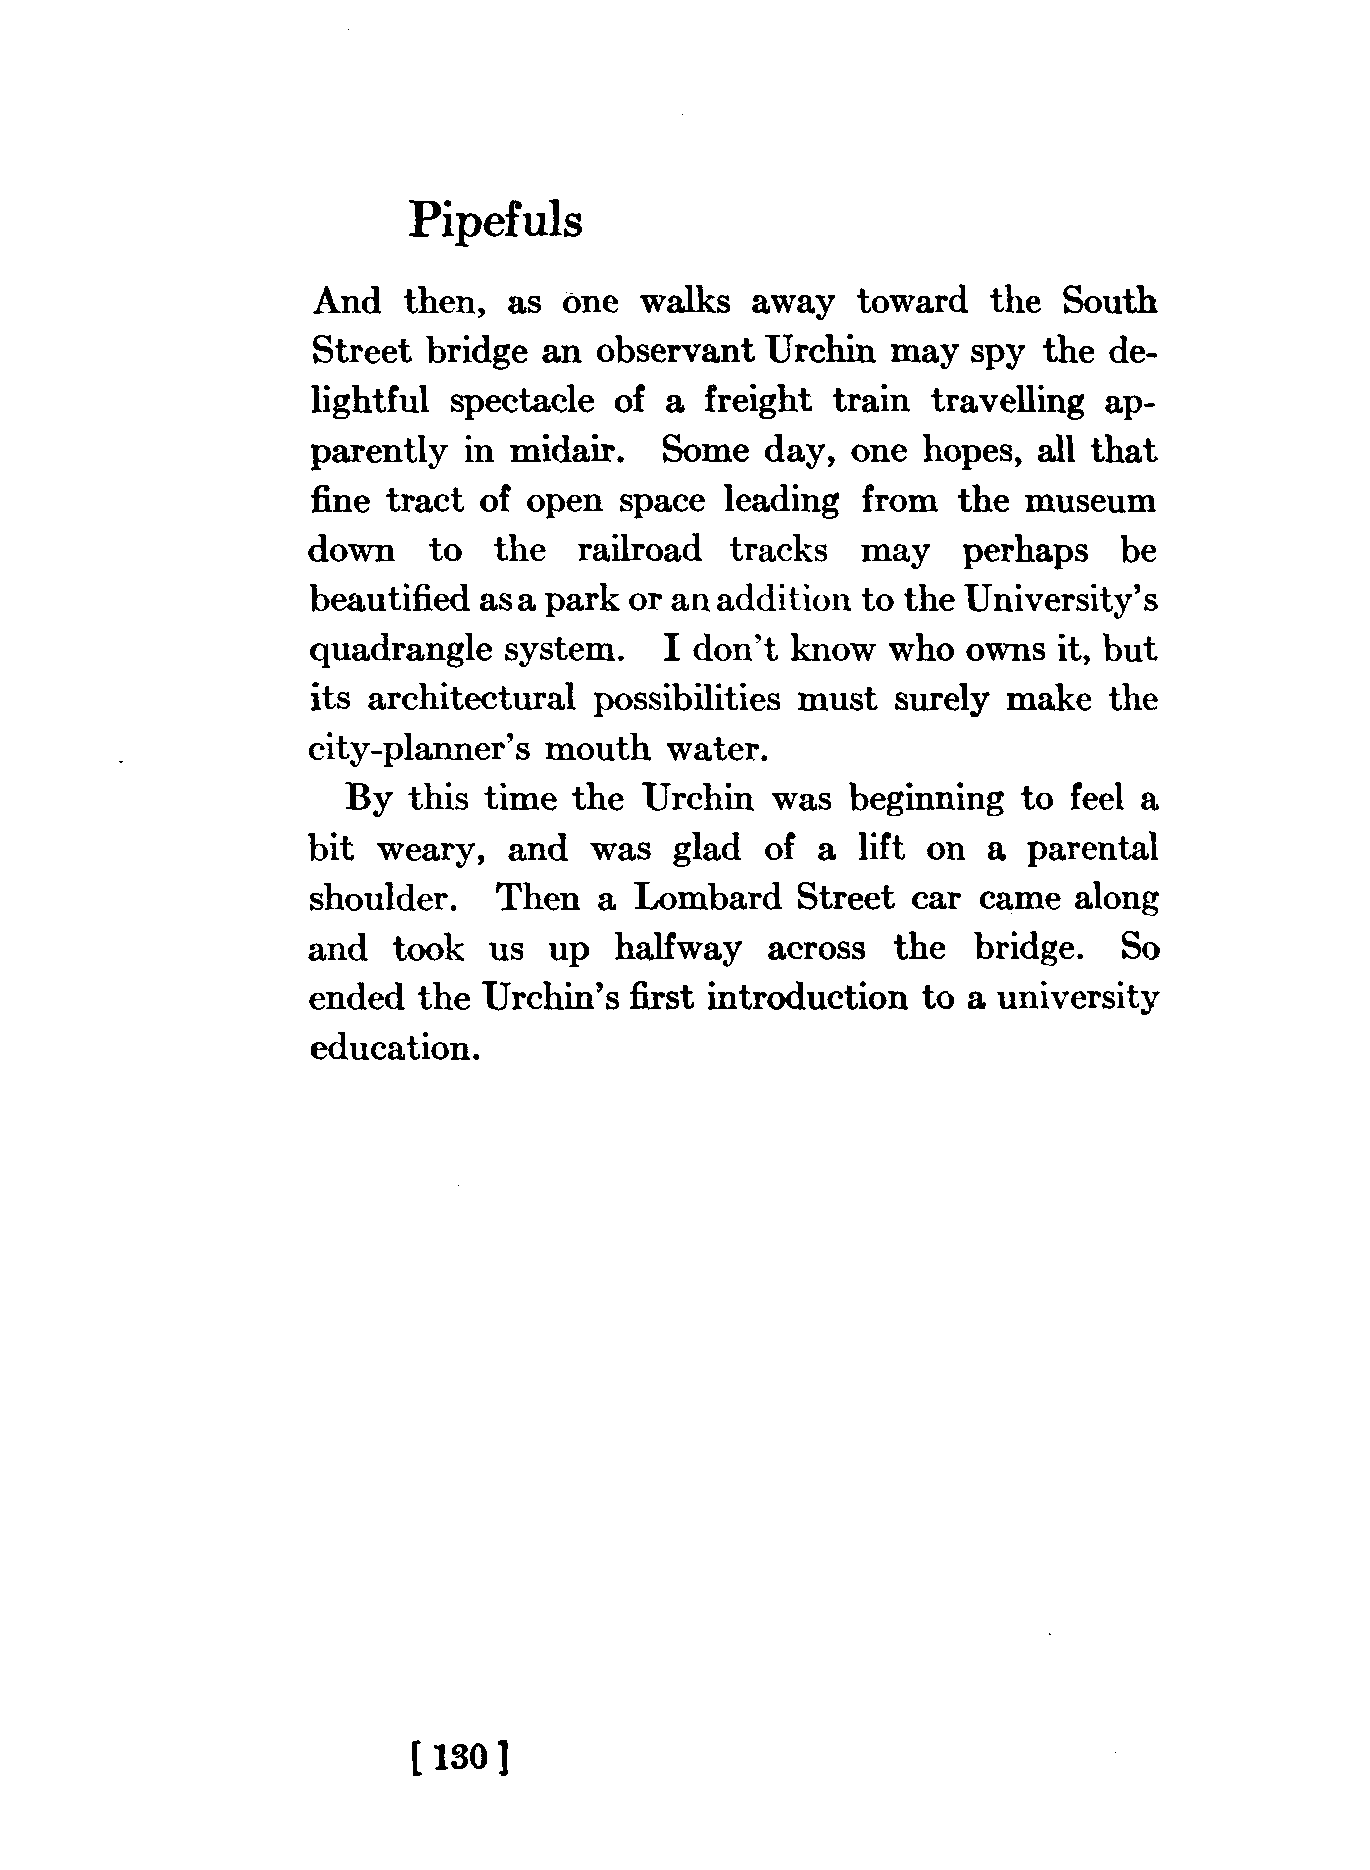 Pipefuls
And then, as one walks away toward the South
Street bridge an observant Urchin may spy the de-
lightful spectacle of a freight train travelling ap-
parently in midair. Some day, one hopes, all that
fine tract of open space leading from the museum
down to the railroad tracks may perhaps be
beautified as a park or an addition to the University's
quadrangle system. I don't know who owns it, but
its architectural possibilities must surely make the
city-planner's mouth water.
By this time the Urchin was beginning to feel a
bit weary, and was glad of a lift on a parental
shoulder. Then a Lombard Street car came along
and took us up halfway across the bridge. So
ended the Urchin's first introduction to a university
education.
[ 130 ]